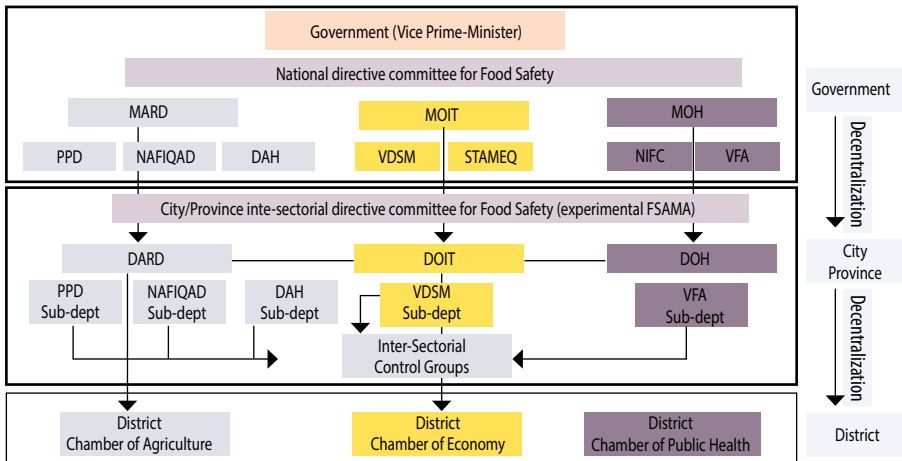 Government (Vice Prime-Minister)
National directive committee for Food Safety
MARD
MOIT
MOH
PPD
NAFIQAD
DAH
VDSM
STAMEQ
NIFC
VFA
City/Province inte-sectorial directive committee for Food Safety (experimental FSAMA)
DARD
DOIT
DOH
PPD
Sub-dept
NAFIQAD
Sub-dept
DAH
Sub-dept
VDSM
Sub-dept
VFA
Sub-dept
Inter-Sectorial
Control Groups
District
Chamber of Agriculture
District
Chamber of Economy
District
Chamber of Public Health
Government
Decentralization
City
Province
Decentralization
District